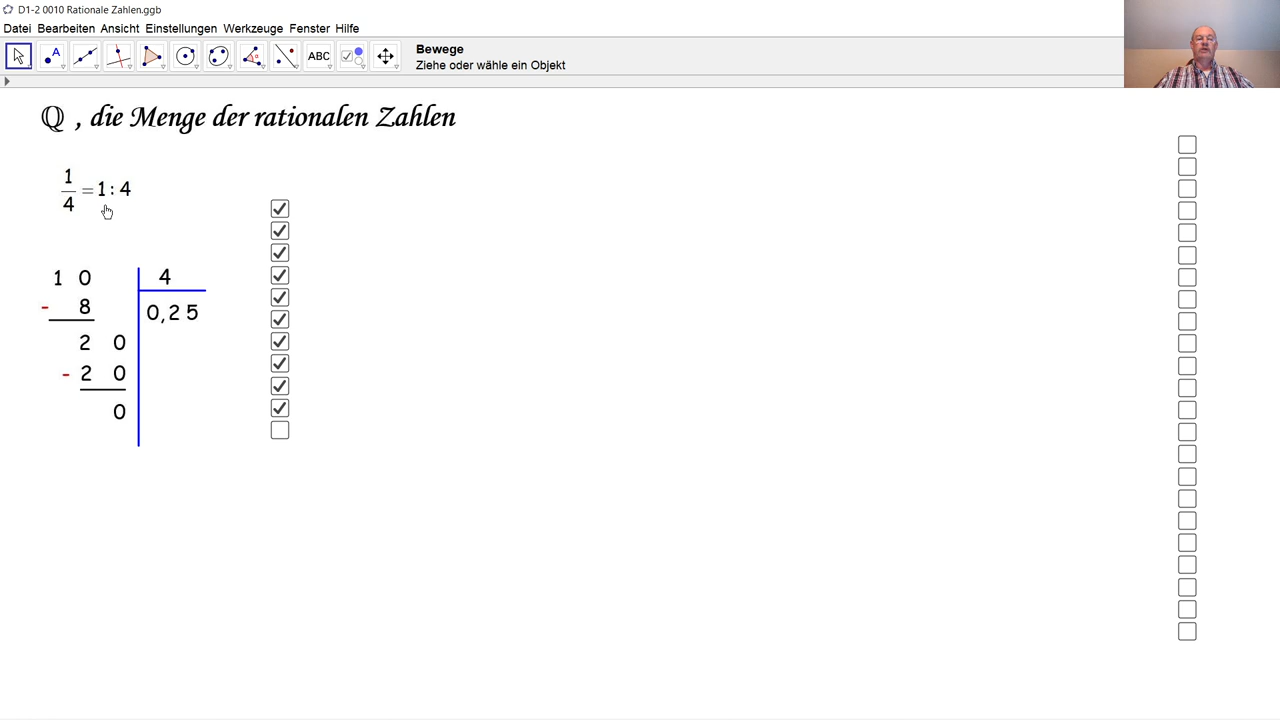 D1-2 0010 Rationale Zahlen.ggb
Datei Bearbeiten Ansicht Einstellungen Werkzeuge Fenster Hilfe
A
ABC
Bewege
Ziehe oder wähle ein Objekt
ℚ , die Menge der rationalen Zahlen
1/4 = 1 : 4
1 0 4
- 8 0,2 5
2 0
- 2 0
0